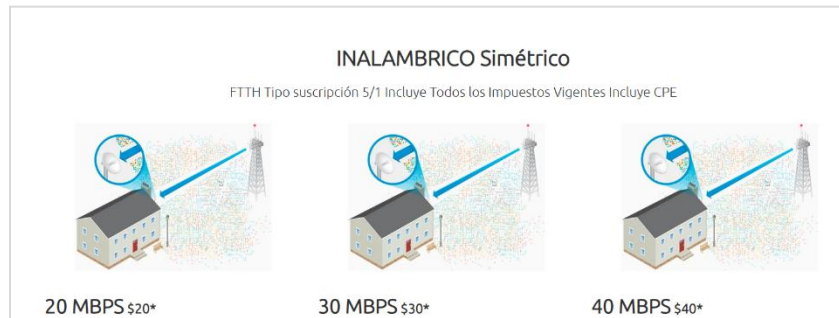 INALAMBRICO Simétrico
FTTH Tipo suscripción 5/1 Incluye Todos los Impuestos Vigentes Incluye CPE
20 MBPS $20*
30 MBPS $30*
40 MBPS $40*